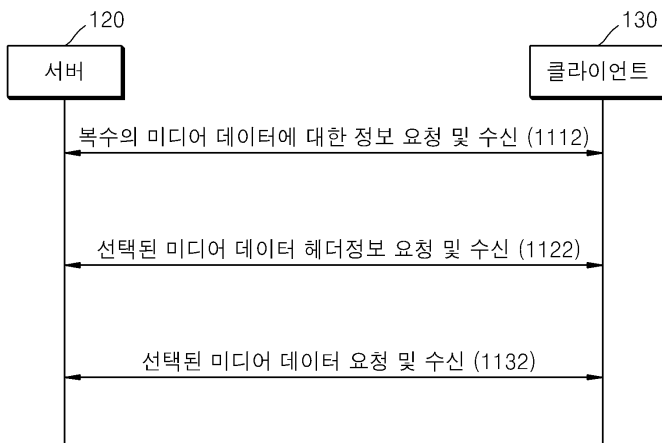 120
130
서버
클라이언트
복수의 미디어 데이터에 대한 정보 요청 및 수신 (1112)
선택된 미디어 데이터 헤더정보 요청 및 수신 (1122)
선택된 미디어 데이터 요청 및 수신 (1132)